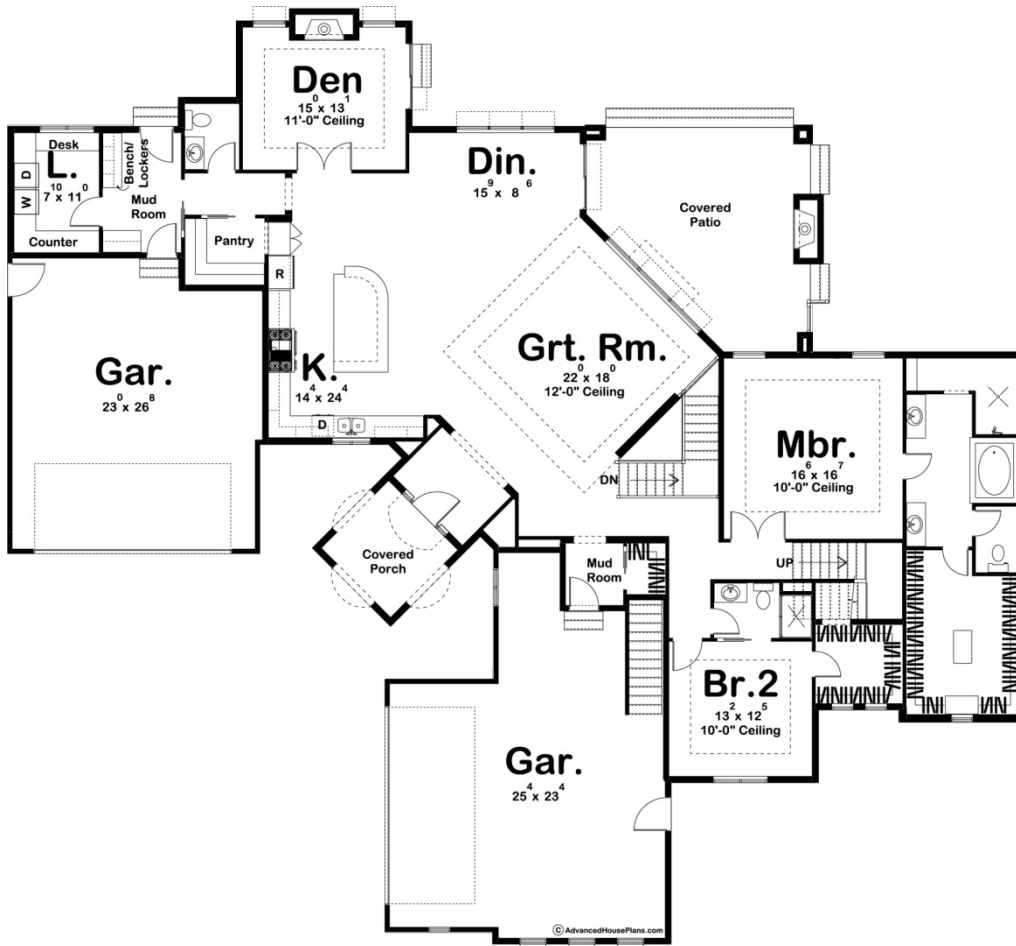 Den
15⁰ x 13¹
11'-0" Ceiling
Desk
L.
7¹⁰ x 11⁰
D
W
Counter
Bench/
Lockers
Mud
Room
Pantry
R
Din.
15⁹ x 8⁶
Covered
Patio
Gar.
23⁰ x 26⁸
K.
14⁴ x 24⁴
D
Grt. Rm.
22⁰ x 18⁰
12'-0" Ceiling
DN
Mbr.
16⁶ x 16⁷
10'-0" Ceiling
Covered
Porch
Mud
Room
UP
Br.2
13² x 12⁵
10'-0" Ceiling
Gar.
25⁴ x 23⁴
© AdvancedHousePlans.com